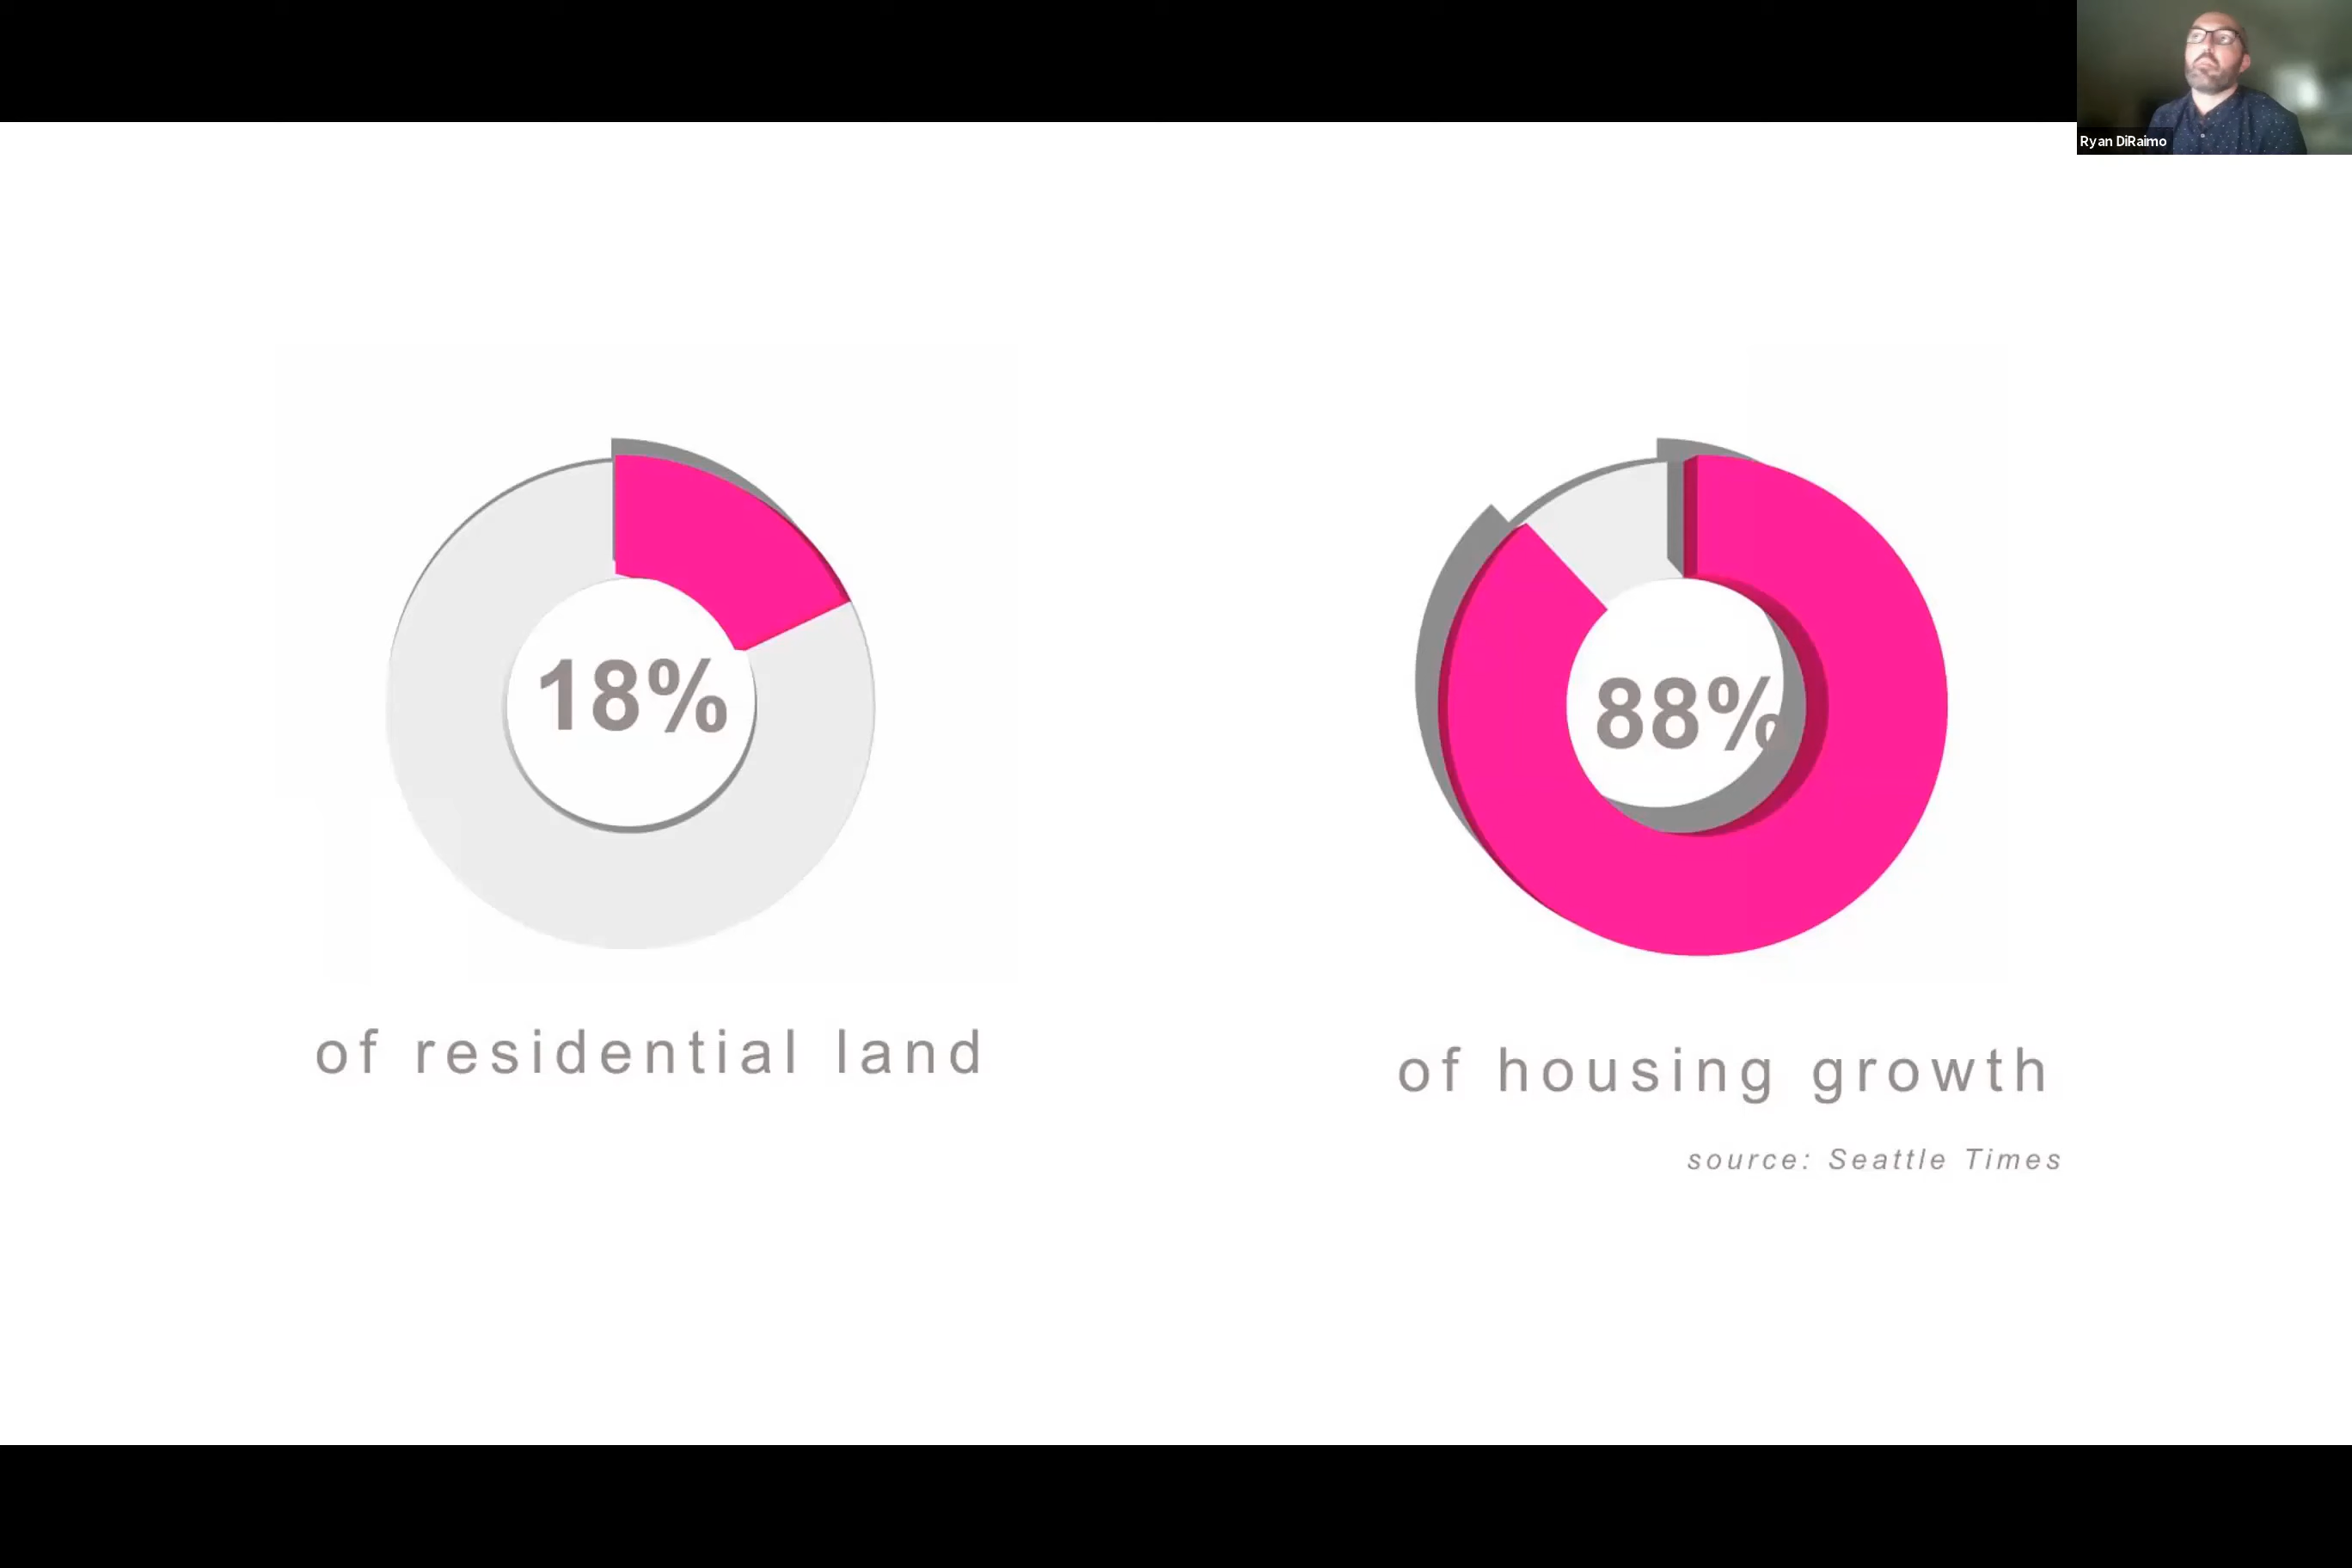 Ryan DiRaimo
18%
88%
of residential land
of housing growth
source: Seattle Times